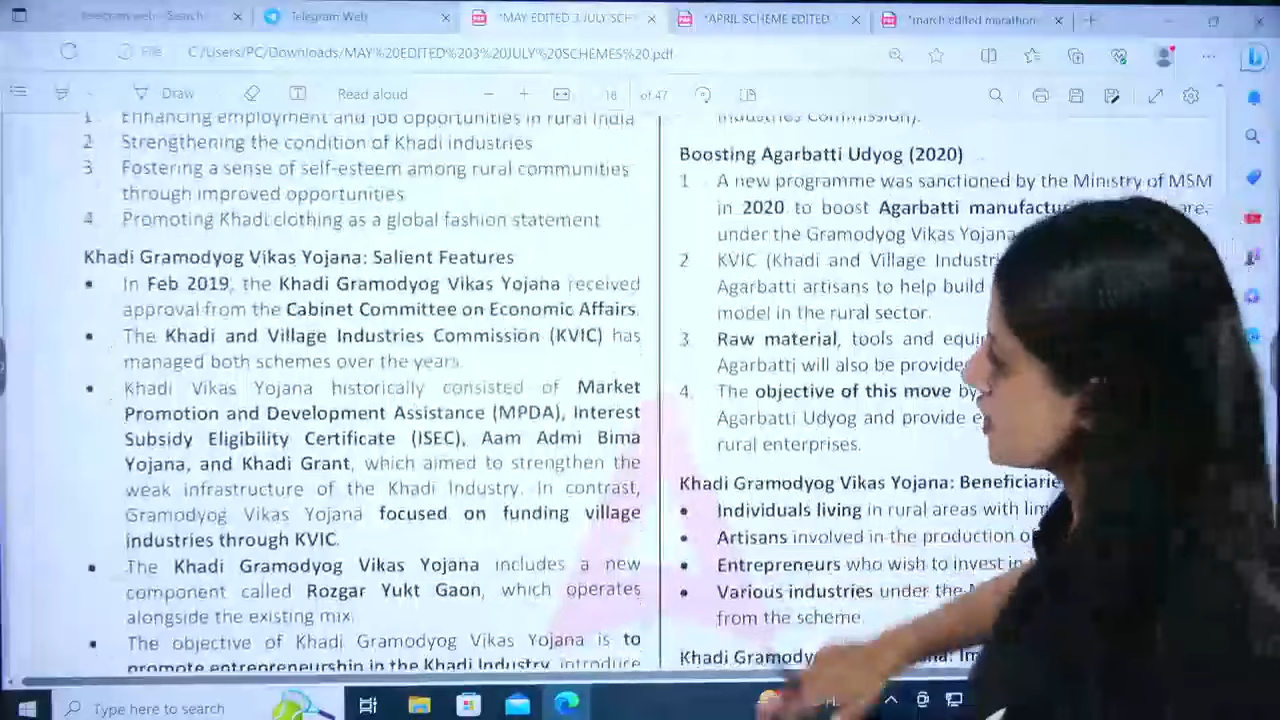 Telegram Web - Search
Telegram Web
*MAY EDITED 3 JULY SCH
*APRIL SCHEME EDITED
*march edited marathon
File
C:/Users/PC/Downloads/MAY%20EDITED%203%20JULY%20SCHEMES%20.pdf
Draw
Read aloud
18 of 47
1. Enhancing employment and job opportunities in rural India
2 Strengthening the condition of Khadi industries
3 Fostering a sense of self-esteem among rural communities
through improved opportunities
4. Promoting Khadi clothing as a global fashion statement
Khadi Gramodyog Vikas Yojana: Salient Features
• In Feb 2019, the Khadi Gramodyog Vikas Yojana received
approval from the Cabinet Committee on Economic Affairs.
• The Khadi and Village Industries Commission (KVIC) has
managed both schemes over the years.
• Khadi Vikas Yojana historically consisted of Market
Promotion and Development Assistance (MPDA), Interest
Subsidy Eligibility Certificate (ISEC), Aam Admi Bima
Yojana, and Khadi Grant, which aimed to strengthen the
weak infrastructure of the Khadi Industry. In contrast,
Gramodyog Vikas Yojana focused on funding village
industries through KVIC.
• The Khadi Gramodyog Vikas Yojana includes a new
component called Rozgar Yukt Gaon, which operates
alongside the existing mix.
• The objective of Khadi Gramodyog Vikas Yojana is to
promote entrepreneurship in the Khadi Industry, introduce
Industries Commission).
Boosting Agarbatti Udyog (2020)
1 A new programme was sanctioned by the Ministry of MSM
in 2020 to boost Agarbatti manufactu
under the Gramodyog Vikas Yojana
2 KVIC (Khadi and Village Industri
Agarbatti artisans to help build
model in the rural sector.
3. Raw material, tools and equi
Agarbatti will also be provide
4. The objective of this move by
Agarbatti Udyog and provide
rural enterprises.
Khadi Gramodyog Vikas Yojana: Beneficiarie
• Individuals living in rural areas with lim
• Artisans involved in the production o
• Entrepreneurs who wish to invest in
• Various industries under the
from the scheme.
Khadi Gramody
Type here to search